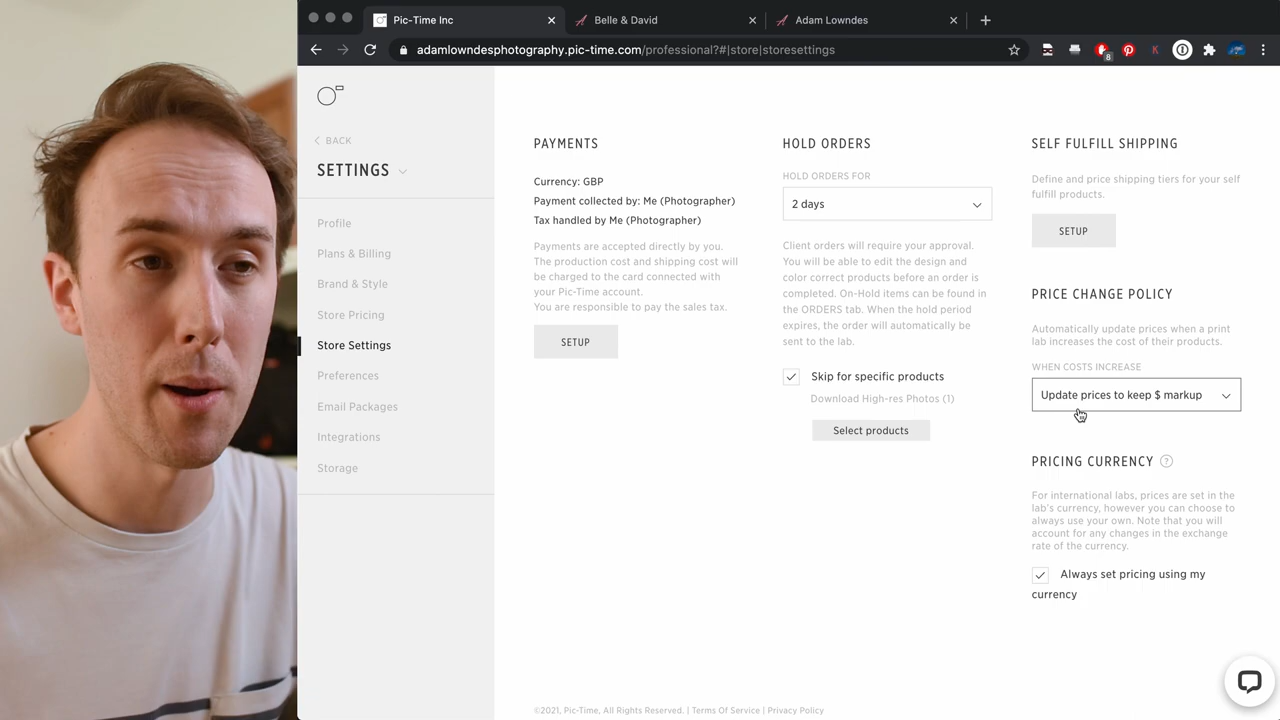 Pic-Time Inc
Belle & David
Adam Lowndes
adamlowndesphotography.pic-time.com/professional?#|store|storesettings
8
K
BACK
SETTINGS
Profile
Plans & Billing
Brand & Style
Store Pricing
Store Settings
Preferences
Email Packages
Integrations
Storage
PAYMENTS
Currency: GBP
Payment collected by: Me (Photographer)
Tax handled by Me (Photographer)
Payments are accepted directly by you.
The production cost and shipping cost will
be charged to the card connected with
your Pic-Time account.
You are responsible to pay the sales tax.
SETUP
HOLD ORDERS
HOLD ORDERS FOR
2 days
Client orders will require your approval.
You will be able to edit the design and
color correct products before an order is
completed. On-Hold items can be found in
the ORDERS tab. When the hold period
expires, the order will automatically be
sent to the lab.
Skip for specific products
Download High-res Photos (1)
Select products
SELF FULFILL SHIPPING
Define and price shipping tiers for your self
fulfill products.
SETUP
PRICE CHANGE POLICY
Automatically update prices when a print
lab increases the cost of their products.
WHEN COSTS INCREASE
Update prices to keep $ markup
PRICING CURRENCY ?
For international labs, prices are set in the
lab's currency, however you can choose to
always use your own. Note that you will
account for any changes in the exchange
rate of the currency.
Always set pricing using my
currency
©2021, Pic-Time, All Rights Reserved. | Terms Of Service | Privacy Policy